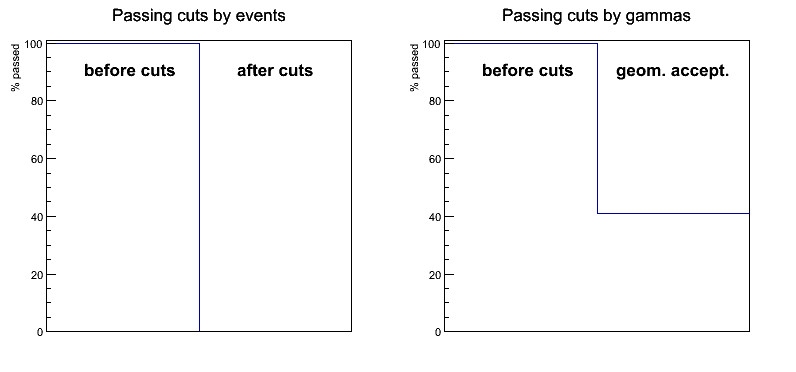 Passing cuts by events
% passed
100
80
60
40
20
0
before cuts
after cuts
Passing cuts by gammas
% passed
100
80
60
40
20
0
before cuts
geom. accept.